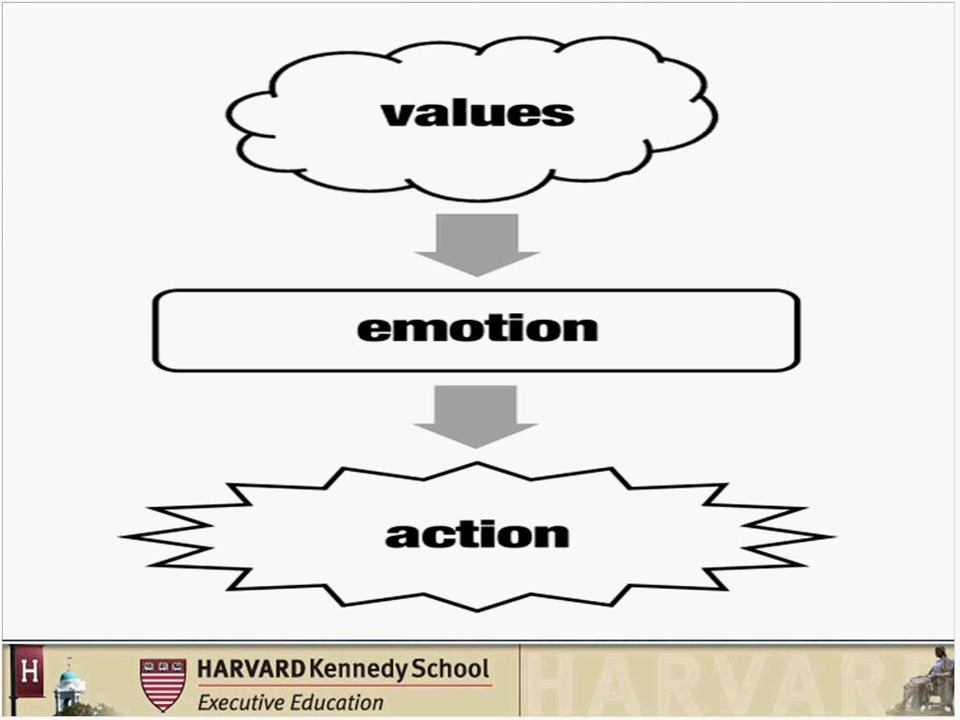 values
emotion
action
H
HARVARD Kennedy School
Executive Education
HARVARD